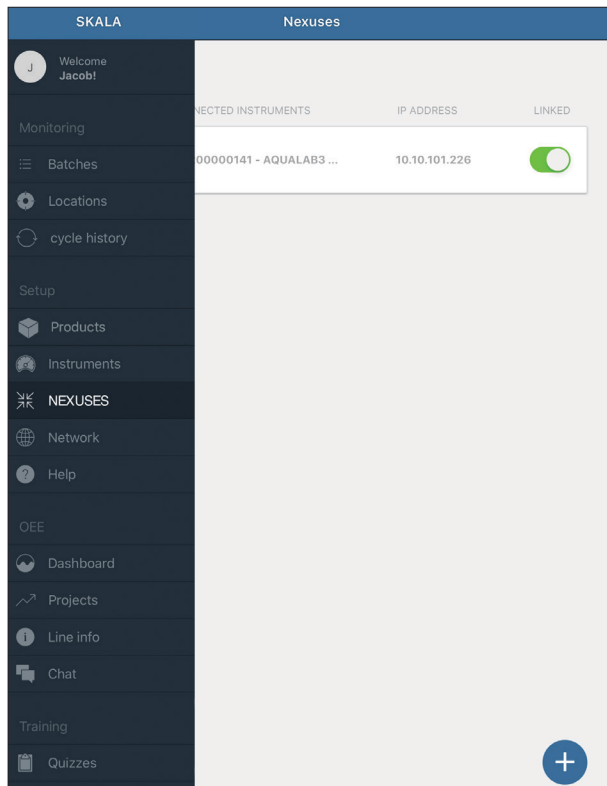 SKALA Nexuses
J Welcome
Jacob!
NECTED INSTRUMENTS IP ADDRESS LINKED
00000141 - AQUALAB3 ... 10.10.101.226
Monitoring
Batches
Locations
cycle history
Setup
Products
Instruments
NEXUSES
Network
Help
OEE
Dashboard
Projects
Line info
Chat
Training
Quizzes